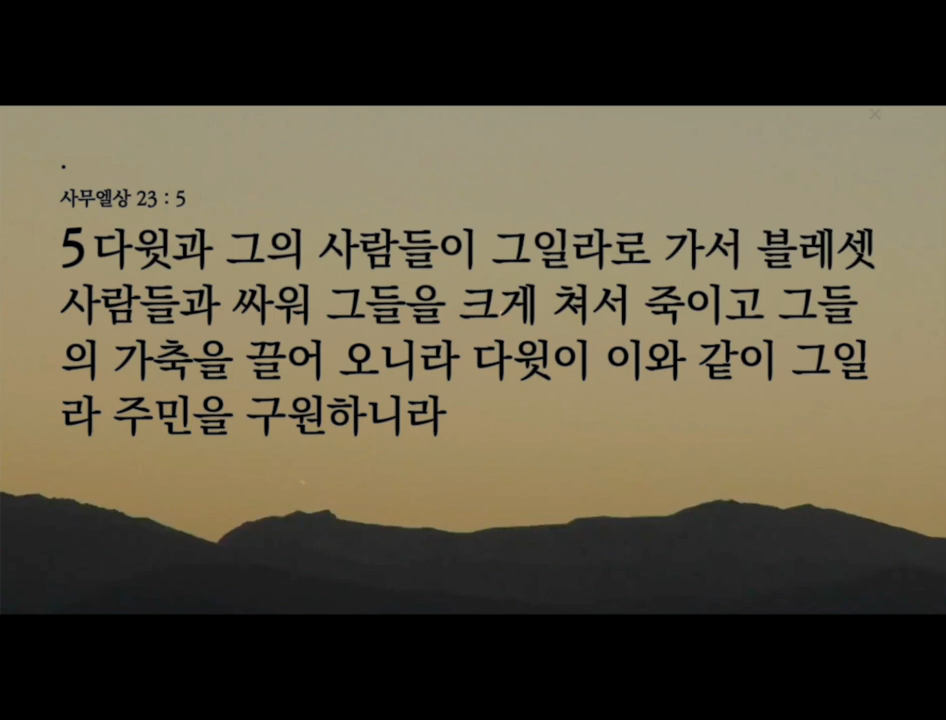 사무엘상 23 : 5
5 다윗과 그의 사람들이 그일라로 가서 블레셋
사람들과 싸워 그들을 크게 쳐서 죽이고 그들
의 가축을 끌어 오니라 다윗이 이와 같이 그일
라 주민을 구원하니라